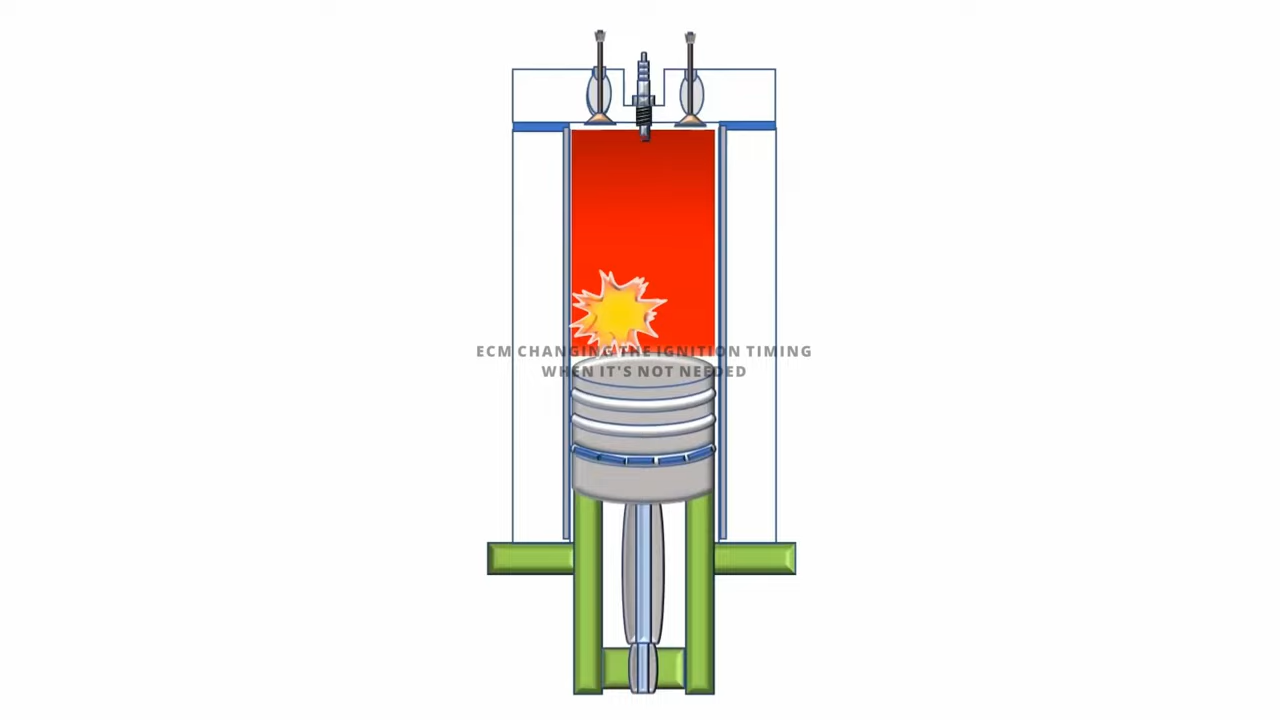 ECM CHANGING THE IGNITION TIMING
WHEN IT'S NOT NEEDED